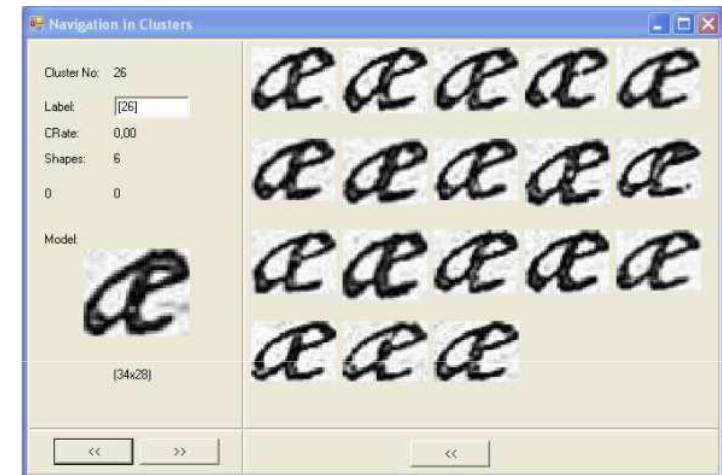 Navigation in Clusters
Cluster No: 26
Label: [26]
CRate: 0,00
Shapes: 6
0 0
Model:
æ
(34x28)
æ æ æ æ æ
æ æ æ æ æ
æ æ æ æ æ
æ æ æ
<< >>
<<